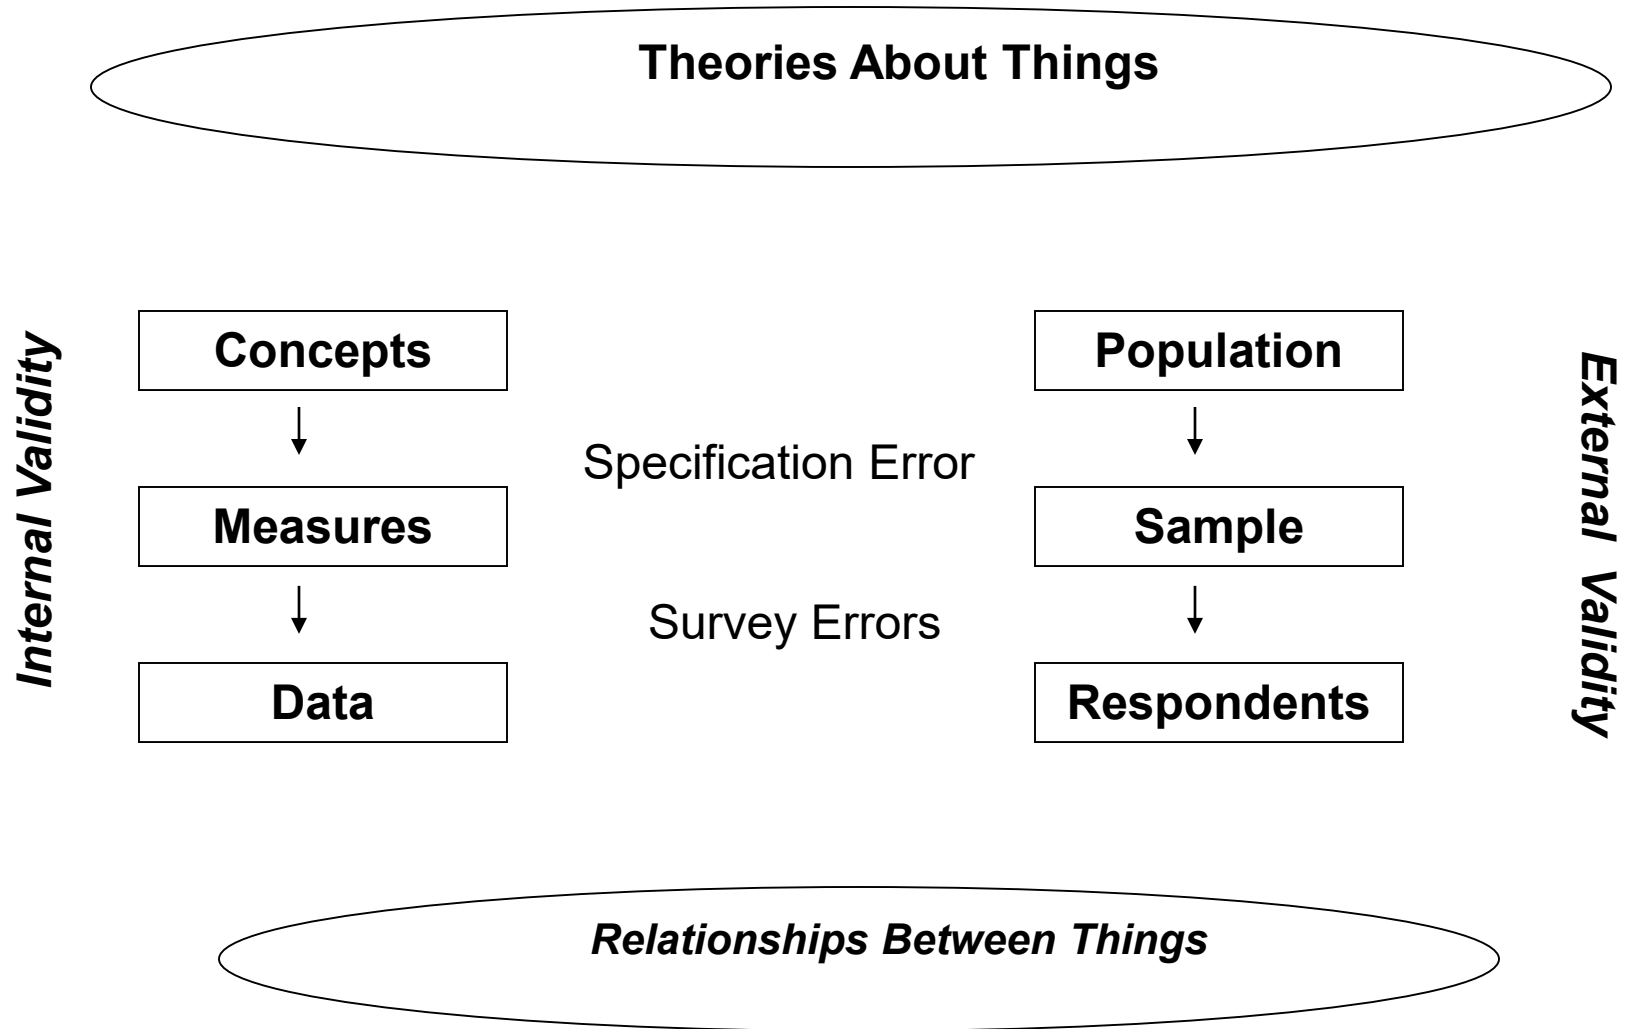 Theories About Things
Internal Validity
Concepts
Population
External Validity
Specification Error
Measures
Sample
Survey Errors
Data
Respondents
Relationships Between Things